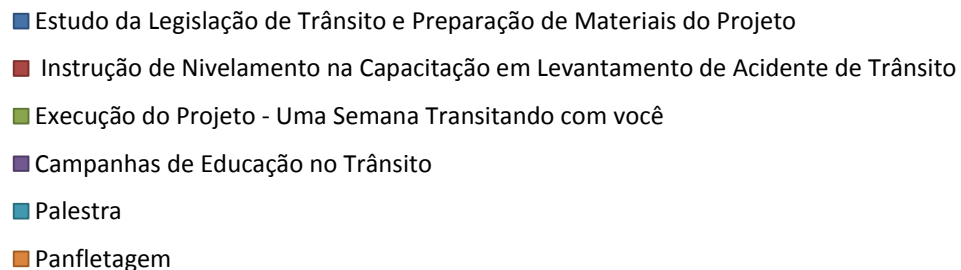 Estudo da Legislação de Trânsito e Preparação de Materiais do Projeto
Instrução de Nivelamento na Capacitação em Levantamento de Acidente de Trânsito
Execução do Projeto - Uma Semana Transitando com você
Campanhas de Educação no Trânsito
Palestra
Panfletagem